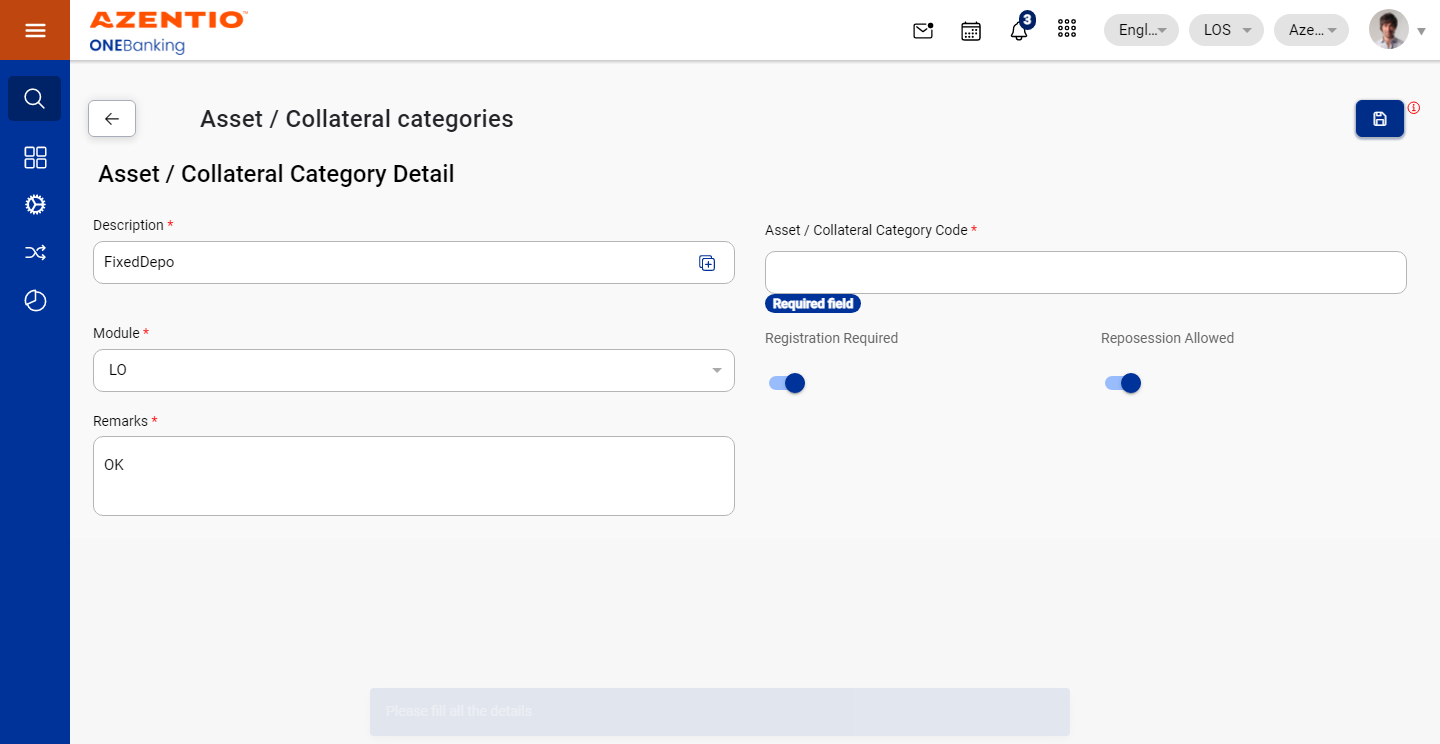 AZENTIO™
ONEBanking
3
Engl...
LOS
Aze...
Asset / Collateral categories
Asset / Collateral Category Detail
Description *
FixedDepo
Asset / Collateral Category Code *
Required field
Module *
LO
Registration Required
Reposession Allowed
Remarks *
OK
Please fill all the details